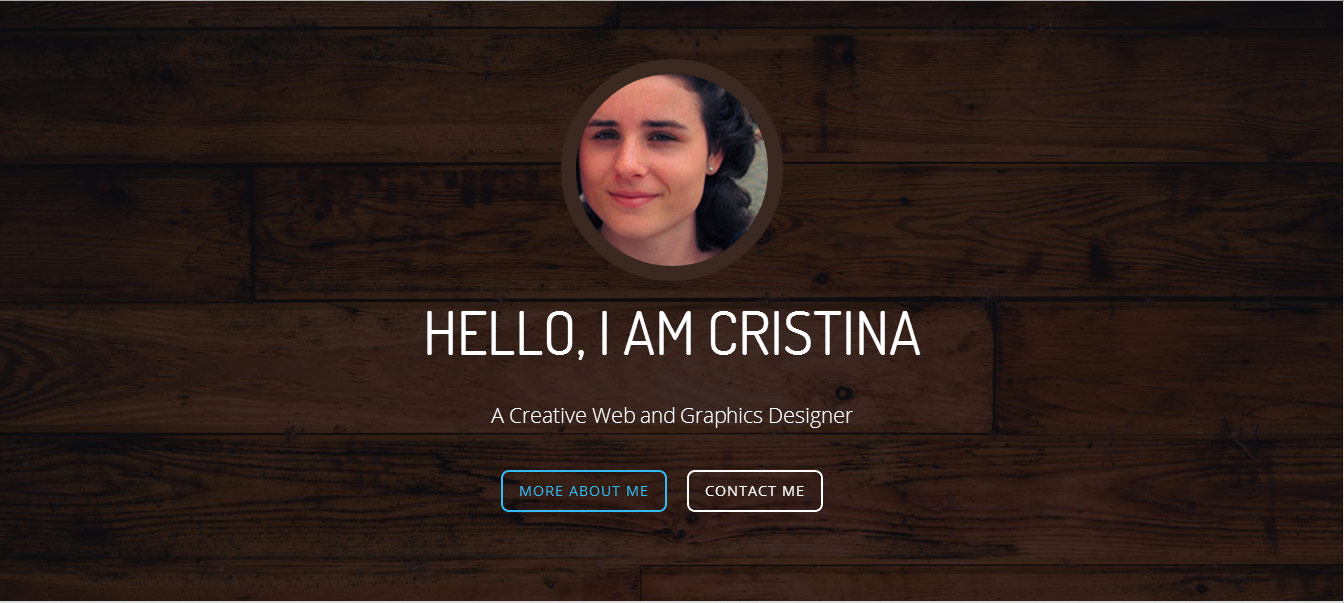 HELLO, I AM CRISTINA
A Creative Web and Graphics Designer
MORE ABOUT ME
CONTACT ME